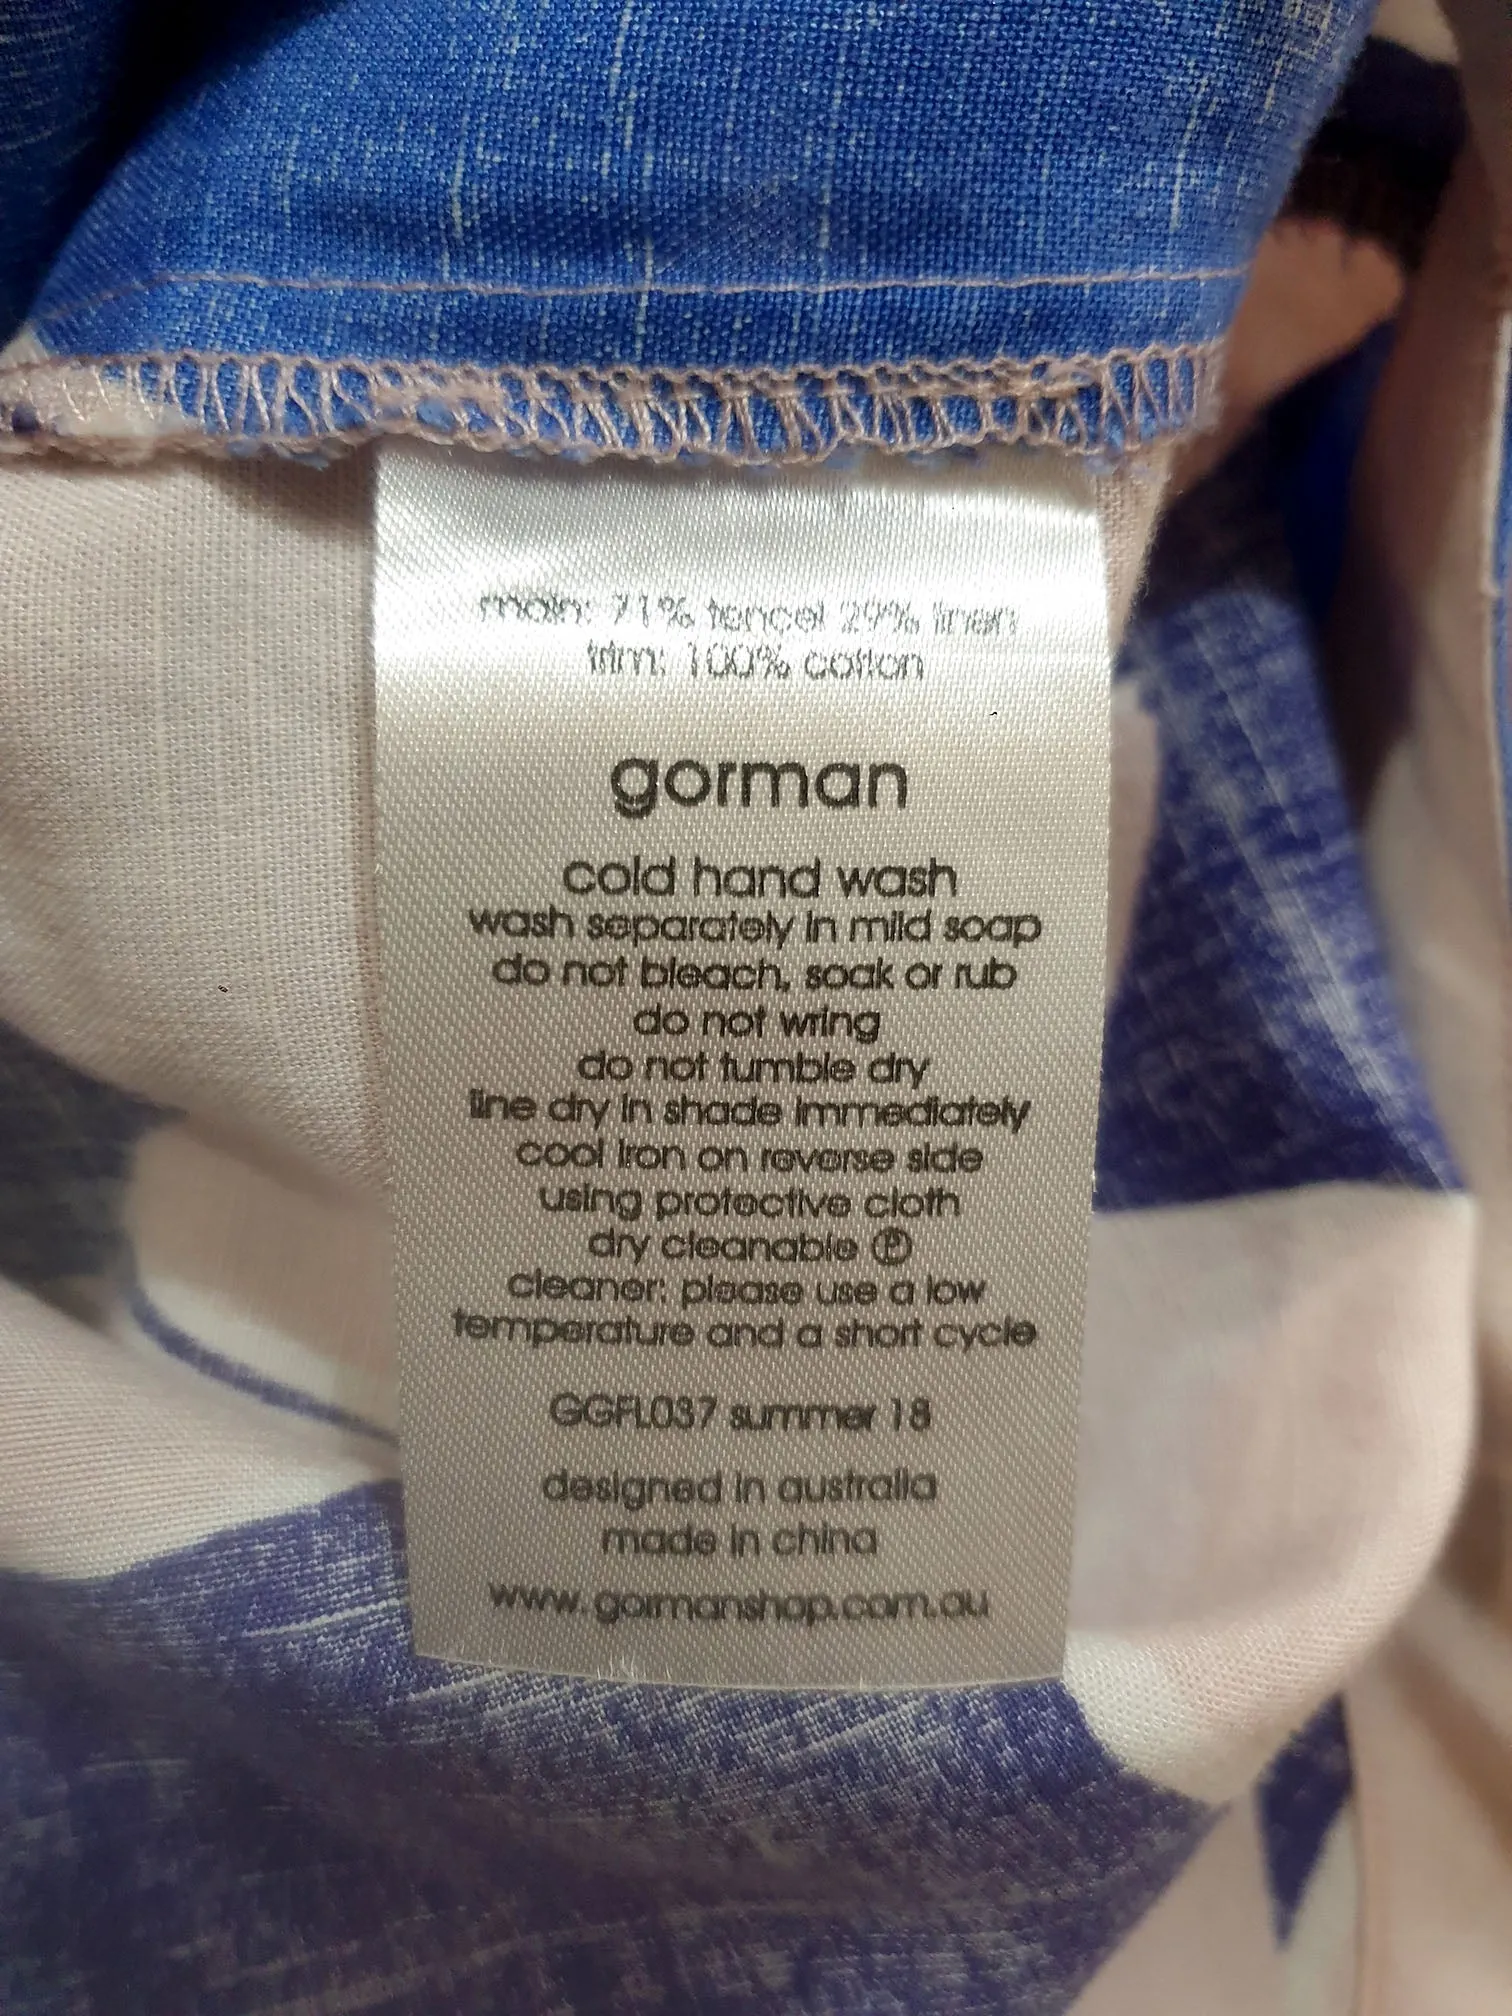 main: 71% tencel 29% linen
trim: 100% cotton
gorman
cold hand wash
wash separately in mild soap
do not bleach, soak or rub
do not wring
do not tumble dry
line dry in shade immediately
cool iron on reverse side
using protective cloth
dry cleanable Ⓟ
cleaner: please use a low
temperature and a short cycle
GGFL037 summer 18
designed in australia
made in china
www.gormanshop.com.au